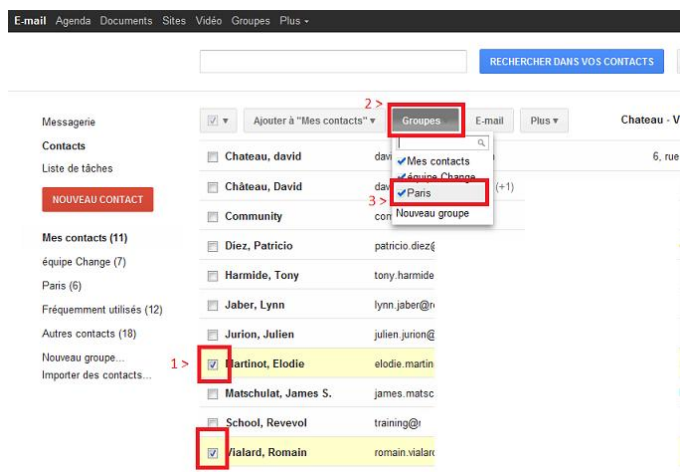 E-mail Agenda Documents Sites Vidéo Groupes Plus
RECHERCHER DANS VOS CONTACTS
2 >
Messagerie
Ajouter à "Mes contacts" Groupes E-mail Plus
Chateau - V
Contacts
Liste de tâches
NOUVEAU CONTACT
Mes contacts (11)
équipe Change (7)
Paris (6)
Fréquemment utilisés (12)
Autres contacts (18)
Nouveau groupe...
Importer des contacts...
Mes contacts
équipe Change
3 >
Paris
Nouveau groupe
Chateau, david davi 6, rue
Château, David dav (+1)
Community com
Diez, Patricio patricio.diez
Harmide, Tony tony.harmide
Jaber, Lynn lynn.jaber@r
Jurion, Julien julien.jurion@
1 >
Martinot, Elodie elodie.martin
Matschulat, James S. james.matsc
School, Revevol training@r
Vialard, Romain romain.vialard